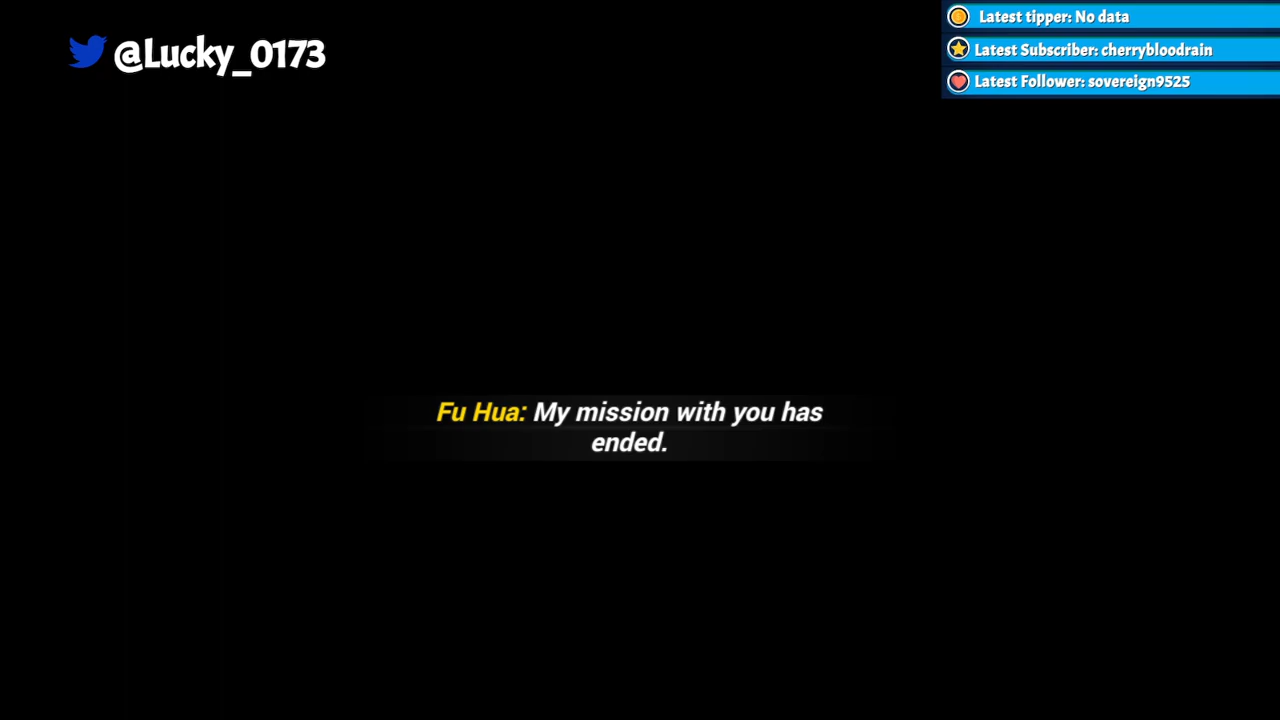 @Lucky_0173
Latest tipper: No data
Latest Subscriber: cherrybloodrain
Latest Follower: sovereign9525
Fu Hua: My mission with you has
ended.